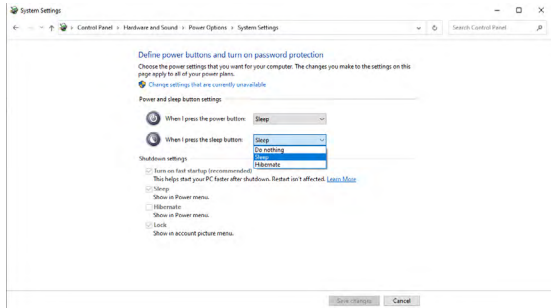 System Settings
Control Panel > Hardware and Sound > Power Options > System Settings
Search Control Panel
Define power buttons and turn on password protection
Choose the power settings that you want for your computer. The changes you make to the settings on this
page apply to all of your power plans.
Change settings that are currently unavailable
Power and sleep button settings
When I press the power button: Sleep
When I press the sleep button: Sleep
Do nothing
Sleep
Hibernate
Shutdown settings
Turn on fast startup (recommended)
This helps start your PC faster after shutdown. Restart isn't affected. Learn More
Sleep
Show in Power menu.
Hibernate
Show in Power menu.
Lock
Show in account picture menu.
Save changes Cancel